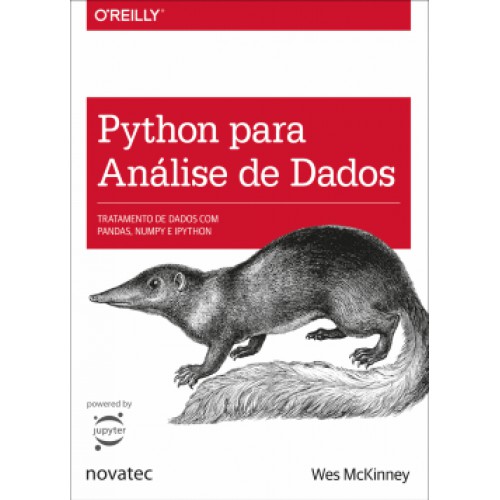 O'REILLY®
Python para
Análise de Dados
TRATAMENTO DE DADOS COM
PANDAS, NUMPY E IPYTHON
powered by
jupyter
novatec
Wes McKinney